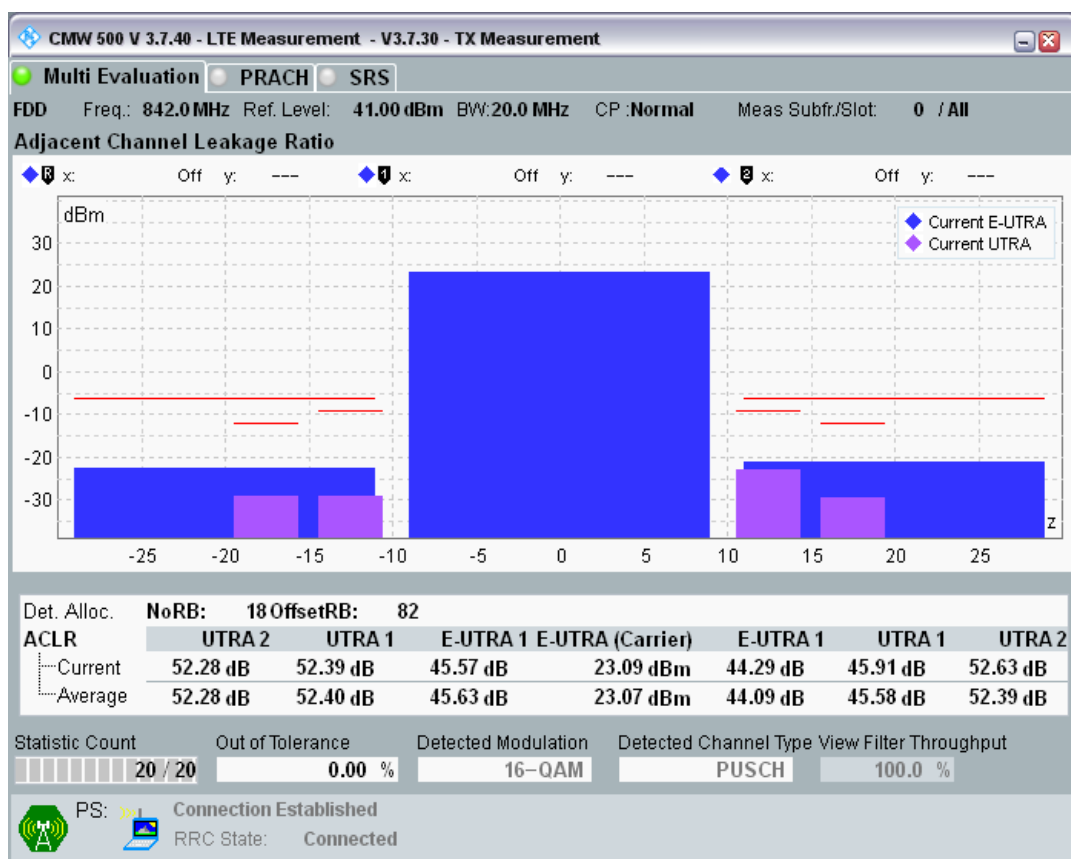 CMW 500 V 3.7.40 - LTE Measurement - V3.7.30 - TX Measurement
Multi Evaluation PRACH SRS
FDD Freq.: 842.0 MHz Ref. Level: 41.00 dBm BW:20.0 MHz CP :Normal Meas Subfr./Slot: 0 / All
Adjacent Channel Leakage Ratio
R x: Off y: --- 1 x: Off y: --- 2 x: Off y: ---
dBm
Current E-UTRA
Current UTRA
30
20
10
0
-10
-20
-30
z
-25 -20 -15 -10 -5 0 5 10 15 20 25
Det. Alloc. NoRB: 18 OffsetRB: 82
ACLR UTRA 2 UTRA 1 E-UTRA 1 E-UTRA (Carrier) E-UTRA 1 UTRA 1 UTRA 2
Current 52.28 dB 52.39 dB 45.57 dB 23.09 dBm 44.29 dB 45.91 dB 52.63 dB
Average 52.28 dB 52.40 dB 45.63 dB 23.07 dBm 44.09 dB 45.58 dB 52.39 dB
Statistic Count Out of Tolerance Detected Modulation Detected Channel Type View Filter Throughput
20 / 20 0.00 % 16-QAM PUSCH 100.0 %
PS: Connection Established
RRC State: Connected